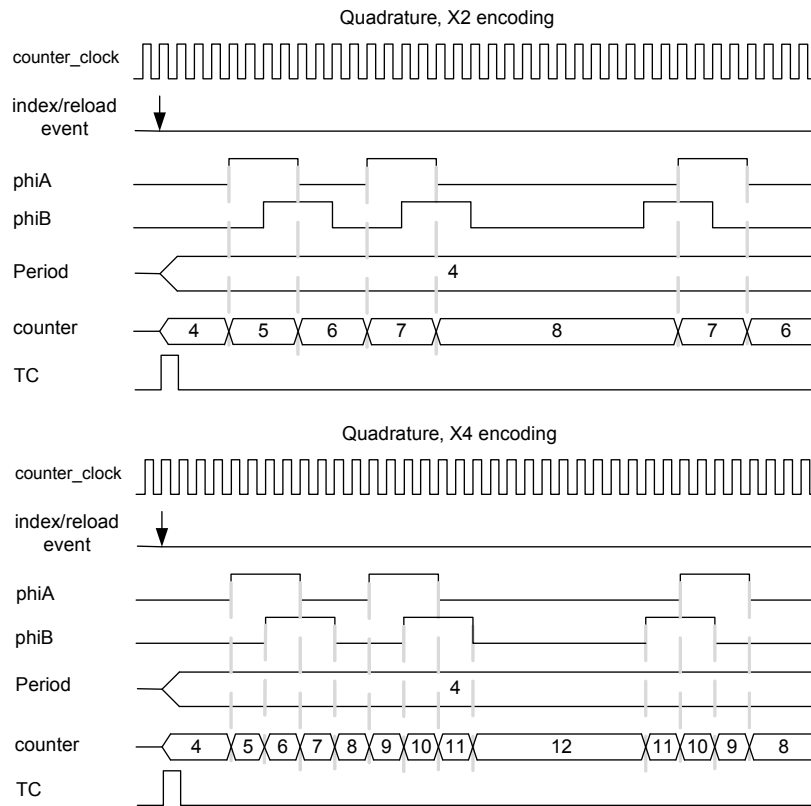 Quadrature, X2 encoding
counter_clock
index/reload
event
phiA
phiB
Period
4
counter
4 5 6 7 8 7 6
TC
Quadrature, X4 encoding
counter_clock
index/reload
event
phiA
phiB
Period
4
counter
4 5 6 7 8 9 10 11 12 11 10 9 8
TC